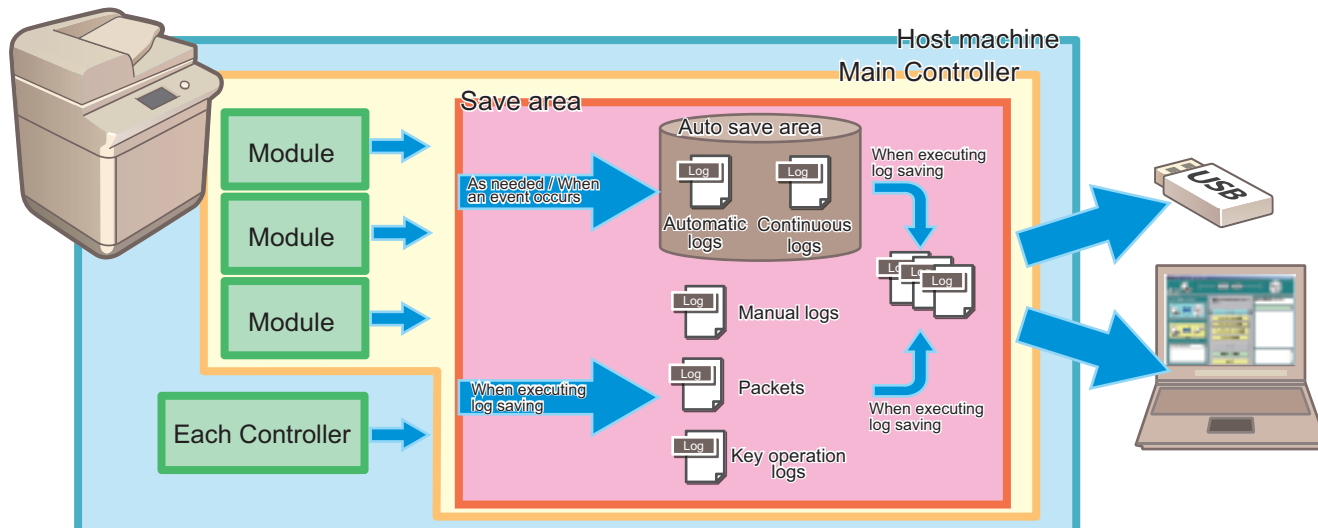 Host machine
Main Controller
Save area
Module
Module
Module
Each Controller
As needed / When
an event occurs
When executing
log saving
Auto save area
Log
Log
Automatic
logs
Continuous
logs
Log
Manual logs
Log
Packets
Log
Key operation
logs
When executing
log saving
Log
Log
Log
When executing
log saving
USB